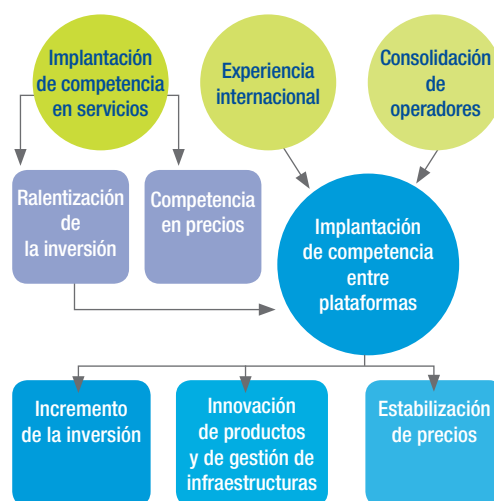 Implantación
de competencia
en servicios
Experiencia
internacional
Consolidación
de
operadores
Ralentización
de
la inversión
Competencia
en precios
Implantación
de competencia
entre
plataformas
Incremento
de la inversión
Innovación
de productos
y de gestión de
infraestructuras
Estabilización
de precios